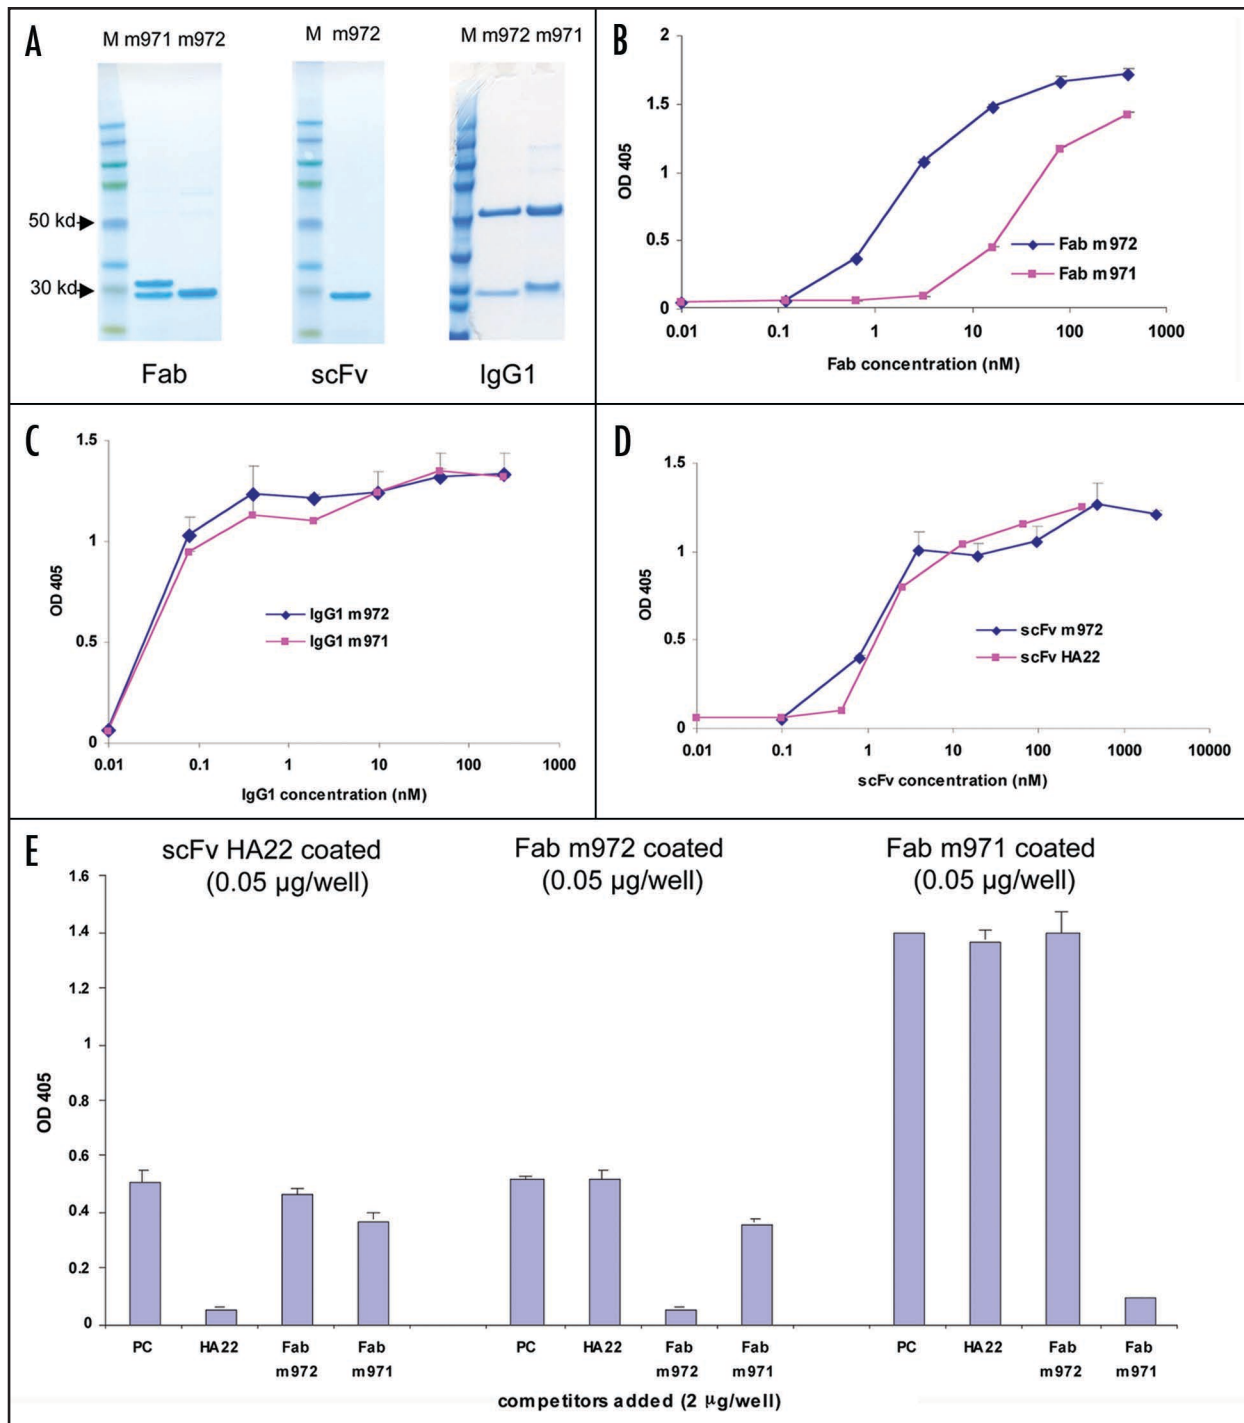 A
M m971 m972
M m972
M m972 m971
50 kd
30 kd
Fab
scFv
IgG1
B
2
1.5
1
0.5
0
OD 405
Fab m972
Fab m971
0.01 0.1 1 10 100 1000
Fab concentration (nM)
C
1.5
1
0.5
0
OD 405
IgG1 m972
IgG1 m971
0.01 0.1 1 10 100 1000
IgG1 concentration (nM)
D
1.5
1
0.5
0
OD 405
scFv m972
scFv HA22
0.01 0.1 1 10 100 1000 10000
scFv concentration (nM)
E
scFv HA22 coated
(0.05 µg/well)
Fab m972 coated
(0.05 µg/well)
Fab m971 coated
(0.05 µg/well)
1.6
1.4
1.2
1
0.8
0.6
0.4
0.2
0
OD 405
PC HA22 Fab m972 Fab m971
PC HA22 Fab m972 Fab m971
PC HA22 Fab m972 Fab m971
competitors added (2 µg/well)